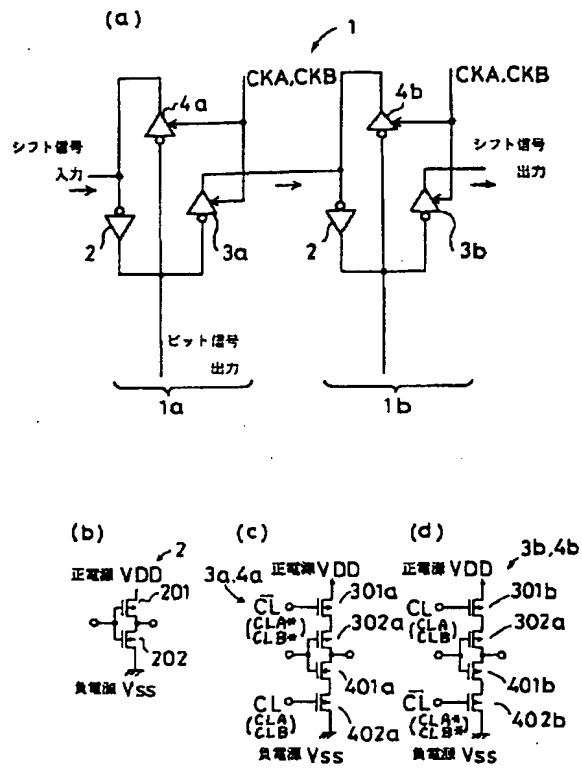 (a)
1
4a
CKA,CKB
4b
CKA,CKB
シフト信号
入力
シフト信号
出力
2
3a
2
3b
ビット信号
出力
1a
1b
(b)
2
正電源 VDD
201
202
負電源 Vss
(c)
3a,4a
正電源 VDD
301a
C̅L̅
(CLA*
CLB*)
302a
401a
CL
(CLA
CLB)
402a
負電源 Vss
(d)
3b,4b
正電源 VDD
301b
CL
(CLA
CLB)
302a
401b
C̅L̅
(CLA*
CLB*)
402b
負電源 Vss